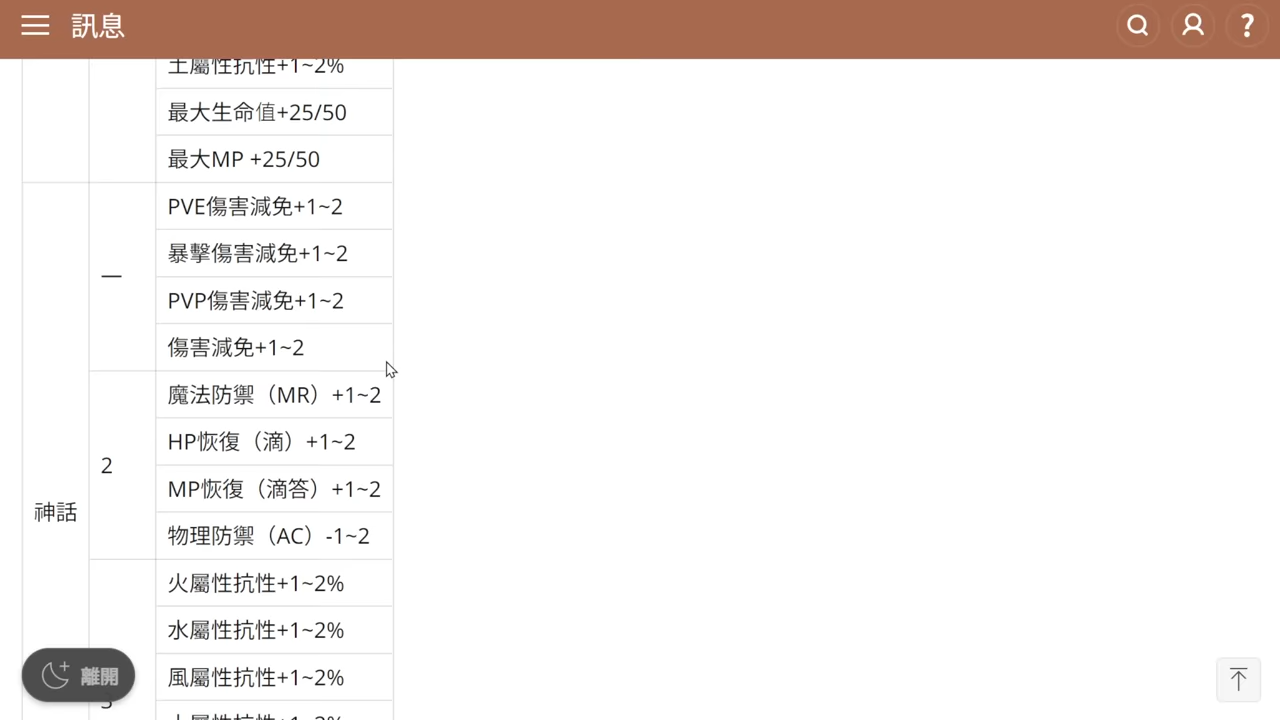 訊息
土屬性抗性+1~2%
最大生命值+25/50
最大MP +25/50
神話
一
PVE傷害減免+1~2
暴擊傷害減免+1~2
PVP傷害減免+1~2
傷害減免+1~2
2
魔法防禦（MR）+1~2
HP恢復（滴）+1~2
MP恢復（滴答）+1~2
物理防禦（AC）-1~2
火屬性抗性+1~2%
水屬性抗性+1~2%
風屬性抗性+1~2%
離開